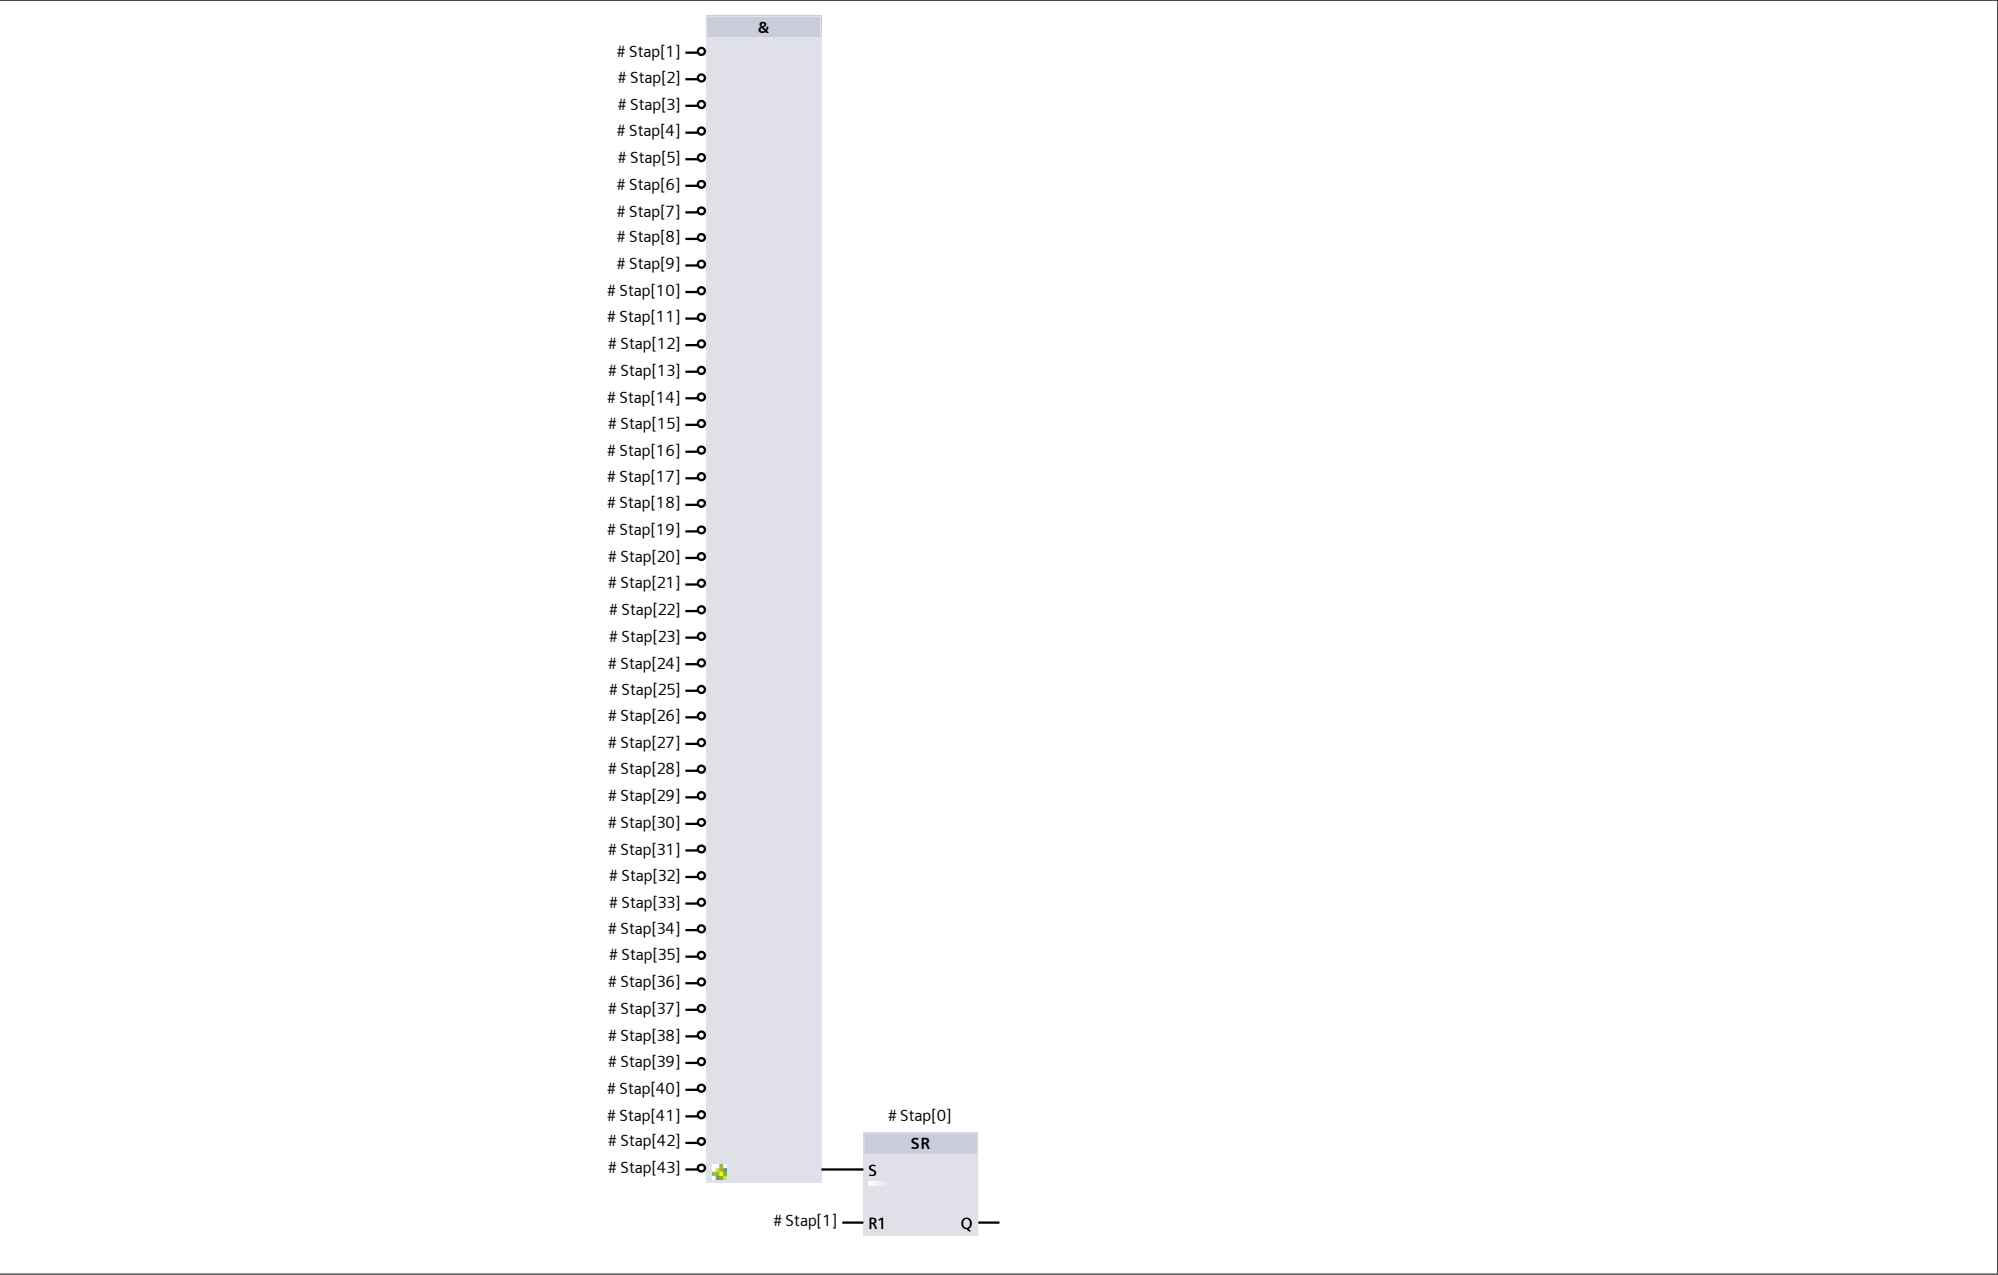 &
# Stap[1]
# Stap[2]
# Stap[3]
# Stap[4]
# Stap[5]
# Stap[6]
# Stap[7]
# Stap[8]
# Stap[9]
# Stap[10]
# Stap[11]
# Stap[12]
# Stap[13]
# Stap[14]
# Stap[15]
# Stap[16]
# Stap[17]
# Stap[18]
# Stap[19]
# Stap[20]
# Stap[21]
# Stap[22]
# Stap[23]
# Stap[24]
# Stap[25]
# Stap[26]
# Stap[27]
# Stap[28]
# Stap[29]
# Stap[30]
# Stap[31]
# Stap[32]
# Stap[33]
# Stap[34]
# Stap[35]
# Stap[36]
# Stap[37]
# Stap[38]
# Stap[39]
# Stap[40]
# Stap[41]
# Stap[42]
# Stap[43]
# Stap[0]
SR
S
# Stap[1]
R1 Q